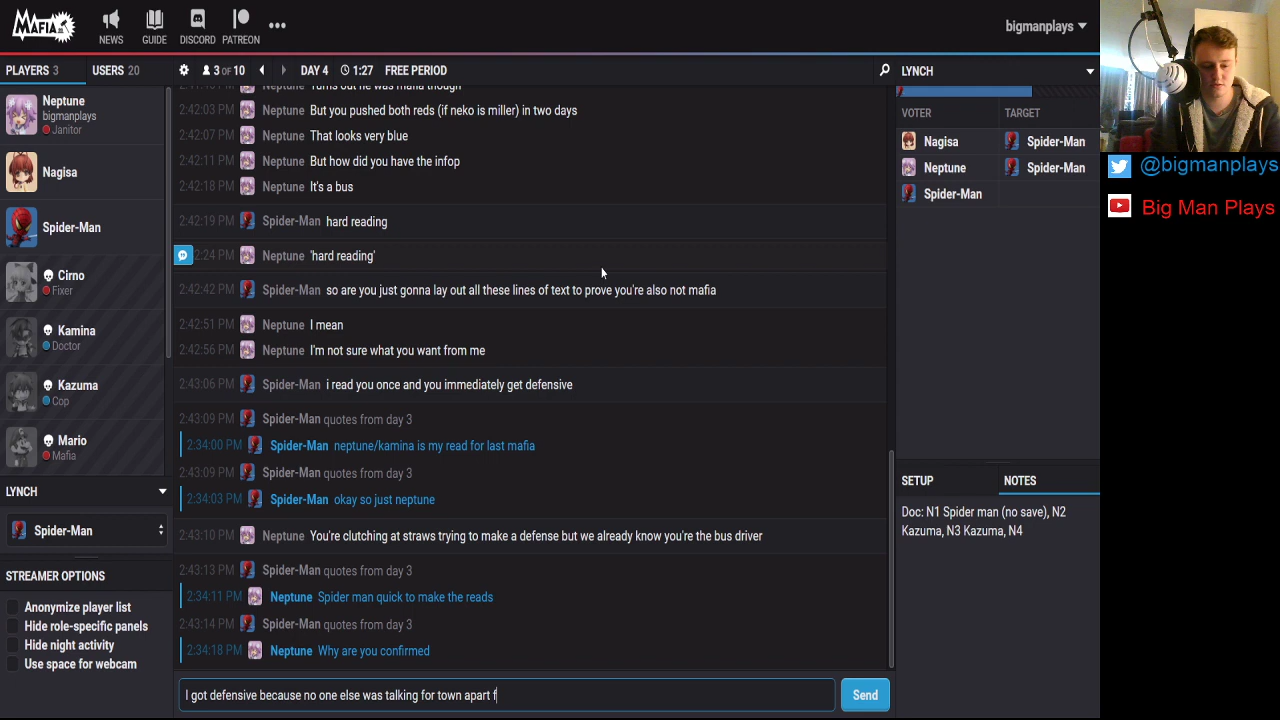 MAFIA
NEWS
GUIDE
DISCORD
PATREON
bigmanplays
PLAYERS 3
USERS 20
3 OF 10
DAY 4
1:27
FREE PERIOD
LYNCH
Neptune
bigmanplays
Janitor
Nagisa
Spider-Man
Cirno
Fixer
Kamina
Doctor
Kazuma
Cop
Mario
Mafia
LYNCH
Spider-Man
STREAMER OPTIONS
Anonymize player list
Hide role-specific panels
Hide night activity
Use space for webcam
Neptune Turns out he was mafia though
2:42:03 PM Neptune But you pushed both reds (if neko is miller) in two days
2:42:07 PM Neptune That looks very blue
2:42:11 PM Neptune But how did you have the infop
2:42:18 PM Neptune It's a bus
2:42:19 PM Spider-Man hard reading
2:24 PM Neptune 'hard reading'
2:42:42 PM Spider-Man so are you just gonna lay out all these lines of text to prove you're also not mafia
2:42:51 PM Neptune I mean
2:42:56 PM Neptune I'm not sure what you want from me
2:43:06 PM Spider-Man i read you once and you immediately get defensive
2:43:09 PM Spider-Man quotes from day 3
2:34:00 PM Spider-Man neptune/kamina is my read for last mafia
2:43:09 PM Spider-Man quotes from day 3
2:34:03 PM Spider-Man okay so just neptune
2:43:10 PM Neptune You're clutching at straws trying to make a defense but we already know you're the bus driver
2:43:13 PM Spider-Man quotes from day 3
2:34:11 PM Neptune Spider man quick to make the reads
2:43:14 PM Spider-Man quotes from day 3
2:34:18 PM Neptune Why are you confirmed
I got defensive because no one else was talking for town apart f
Send
VOTER TARGET
Nagisa Spider-Man
Neptune Spider-Man
Spider-Man
SETUP
NOTES
Doc: N1 Spider man (no save), N2
Kazuma, N3 Kazuma, N4
@bigmanplays
Big Man Plays